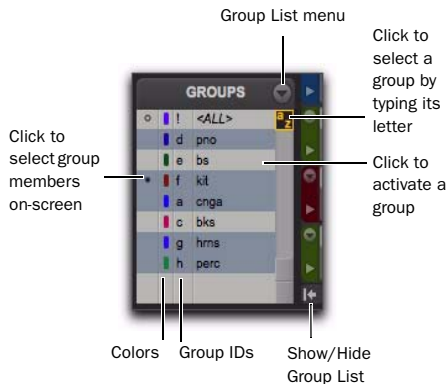 Group List menu
Click to
select a
group by
typing its
letter
GROUPS
! <ALL>
a
z
d pno
e bs
f kit
a cnga
c bks
g hrns
h perc
Click to
select group
members
on-screen
Click to
activate a
group
Colors
Group IDs
Show/Hide
Group List